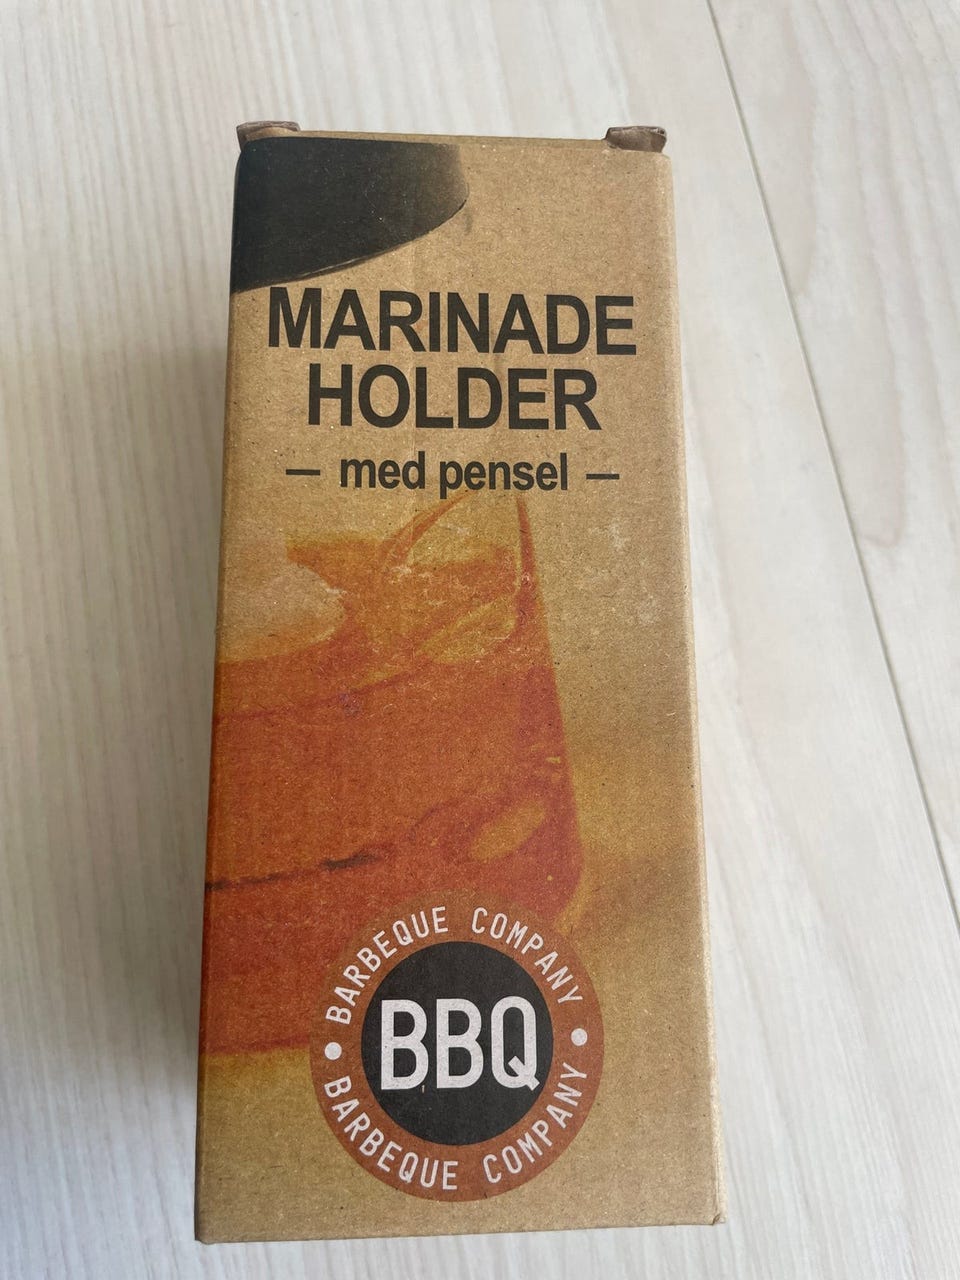 MARINADE
HOLDER
— med pensel —
BARBEQUE COMPANY
BBQ
BARBEQUE COMPANY